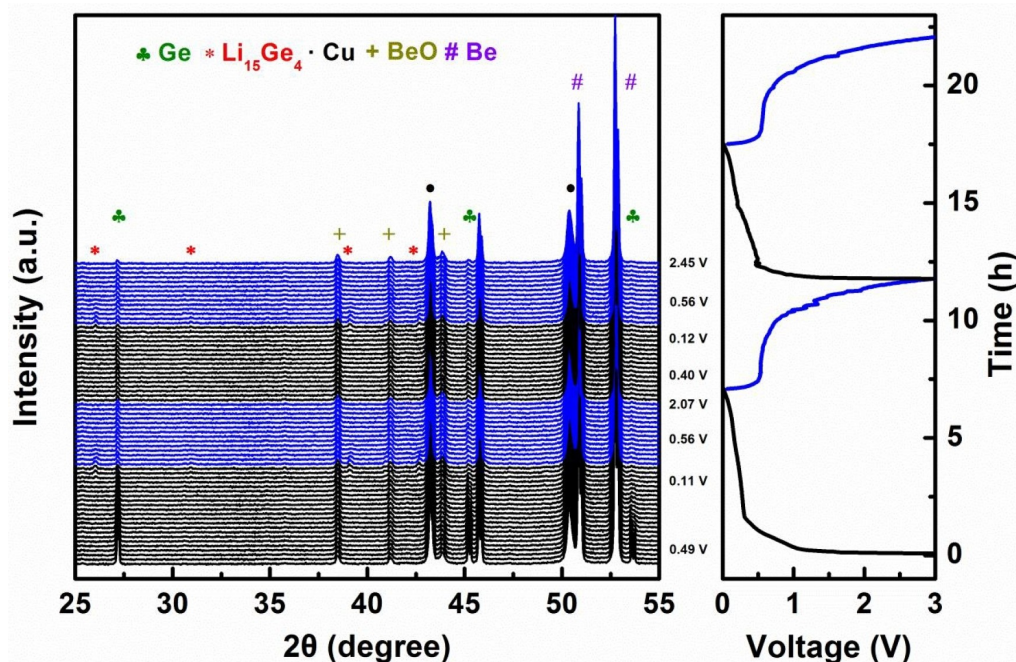 ♣ Ge * Li₁₅Ge₄ · Cu + BeO # Be
Intensity (a.u.)
# #
♣ • ♣ • ♣
* * + * + * +
2.45 V
0.56 V
0.12 V
0.40 V
2.07 V
0.56 V
0.11 V
0.49 V
25 30 35 40 45 50 55
2θ (degree)
20
15
10
5
0
Time (h)
0 1 2 3
Voltage (V)